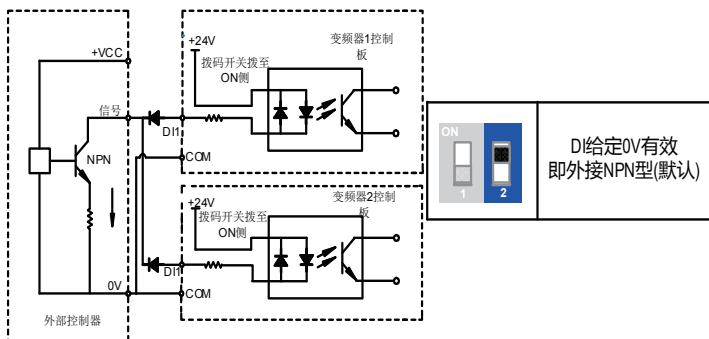 +VCC
信号
NPN
0V
外部控制器
+24V
拨码开关拨至
ON侧
变频器1控制
板
DI1
COM
+24V
拨码开关拨至
ON侧
变频器2控制
板
DI1
COM
ON
1
2
DI给定0V有效
即外接NPN型(默认)